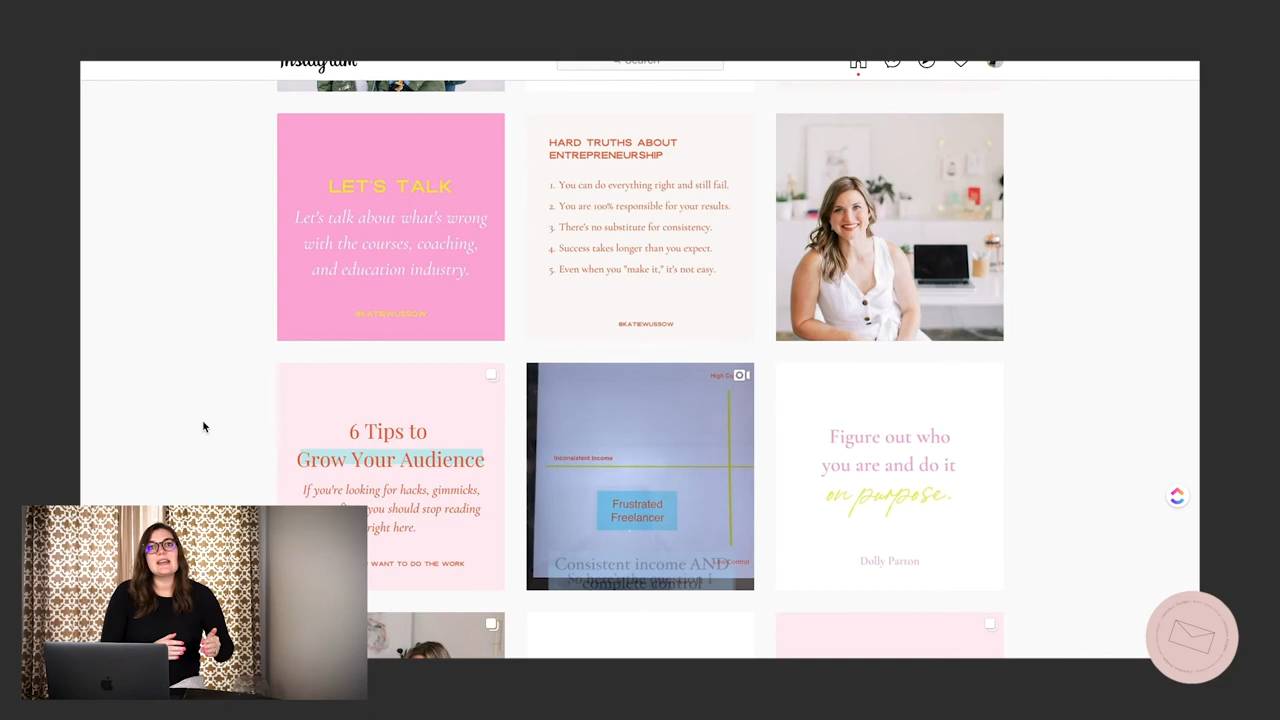 Instagram
Search
LET'S TALK
Let's talk about what's wrong
with the courses, coaching,
and education industry.
@KATIEWUSSOW
HARD TRUTHS ABOUT
ENTREPRENEURSHIP
1. You can do everything right and still fail.
2. You are 100% responsible for your results.
3. There's no substitute for consistency.
4. Success takes longer than you expect.
5. Even when you "make it," it's not easy.
@KATIEWUSSOW
6 Tips to
Grow Your Audience
If you're looking for hacks, gimmicks,
you should stop reading
right here.
WANT TO DO THE WORK
Inconsistent Income
Frustrated
Freelancer
Consistent income AND
complete control
Figure out who
you are and do it
on purpose.
Dolly Parton